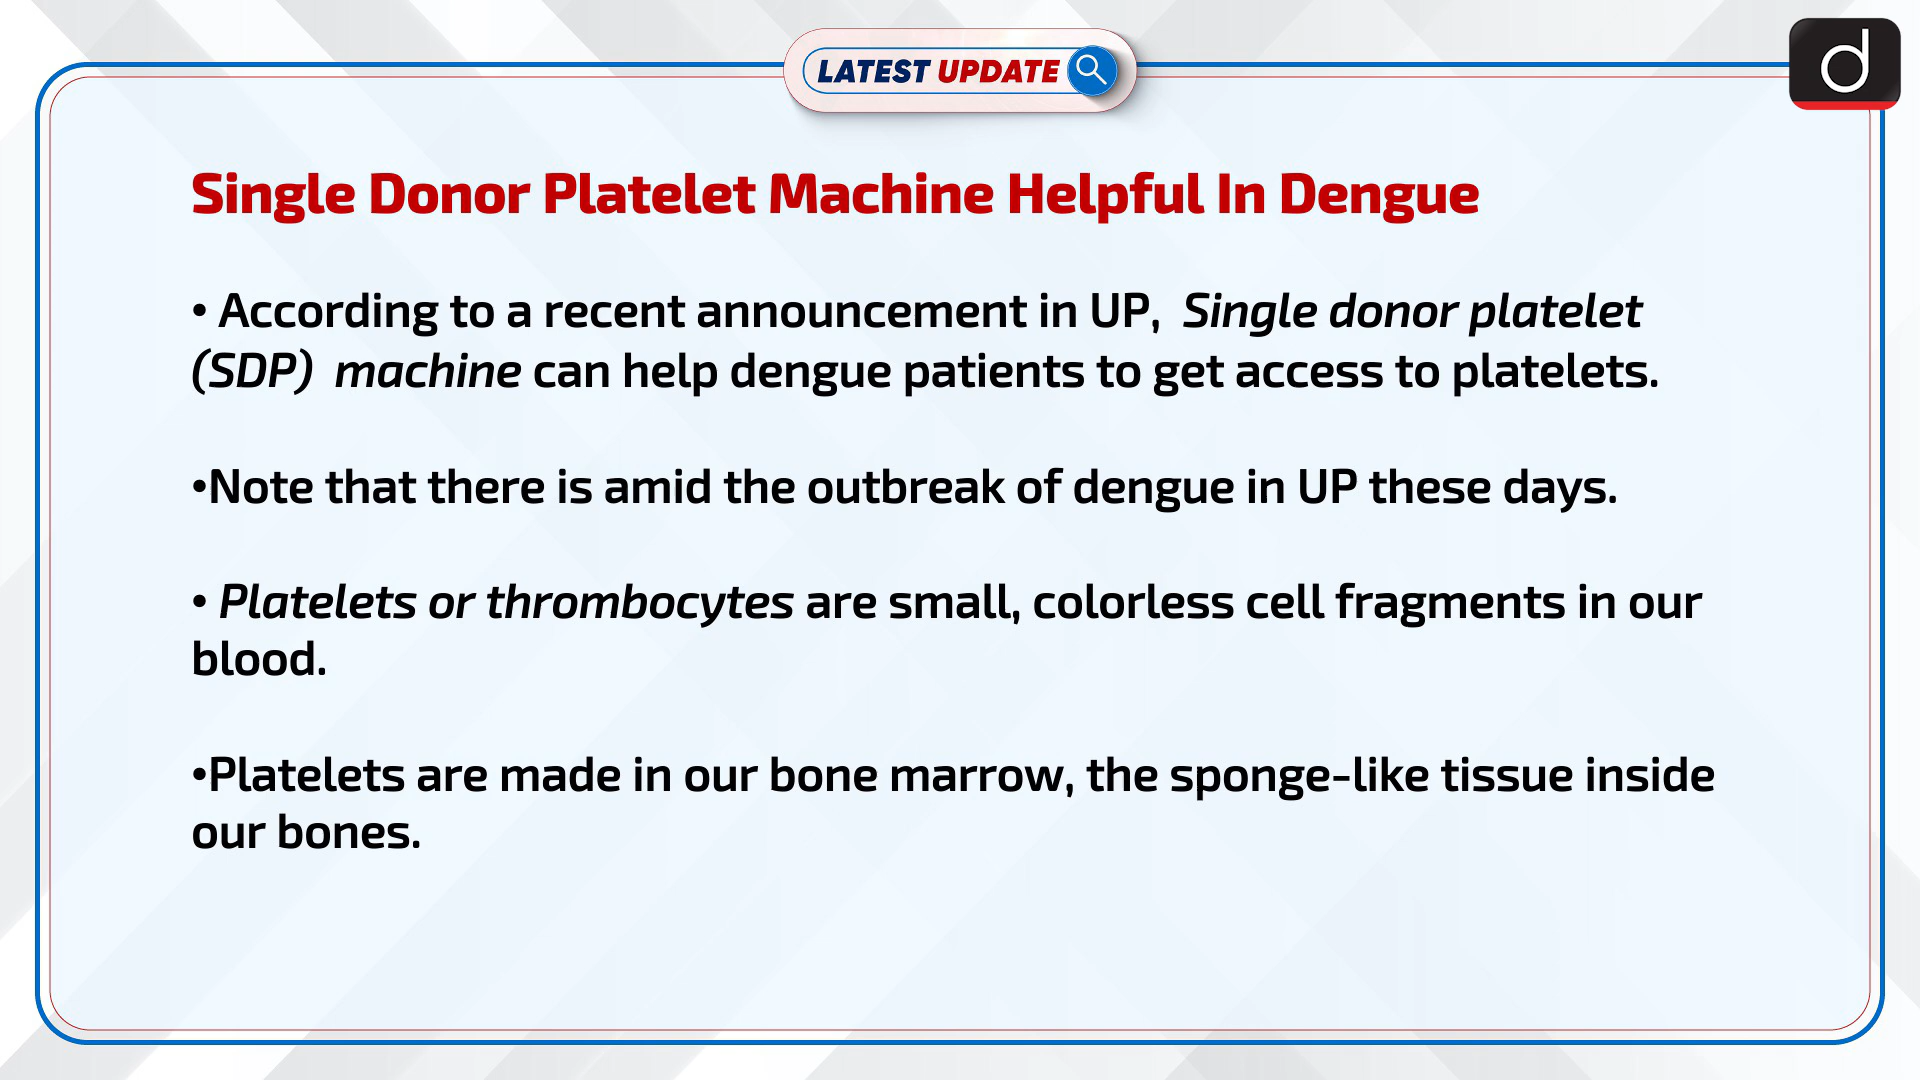 LATEST UPDATE
d
Single Donor Platelet Machine Helpful In Dengue
• According to a recent announcement in UP,  Single donor platelet
(SDP)  machine can help dengue patients to get access to platelets.
•Note that there is amid the outbreak of dengue in UP these days.
• Platelets or thrombocytes are small, colorless cell fragments in our
blood.
•Platelets are made in our bone marrow, the sponge-like tissue inside
our bones.